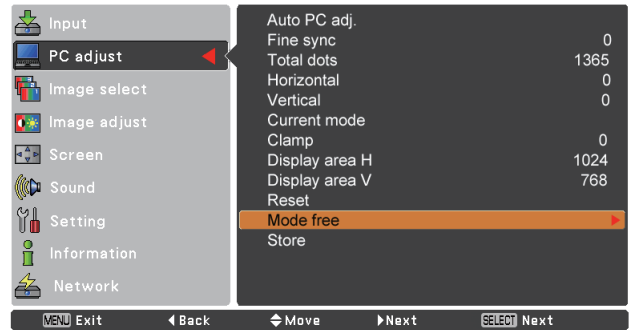 Input
PC adjust
Image select
Image adjust
Screen
Sound
Setting
Information
Network
Auto PC adj.
Fine sync 0
Total dots 1365
Horizontal 0
Vertical 0
Current mode
Clamp 0
Display area H 1024
Display area V 768
Reset
Mode free
Store
MENU Exit Back Move Next SELECT Next